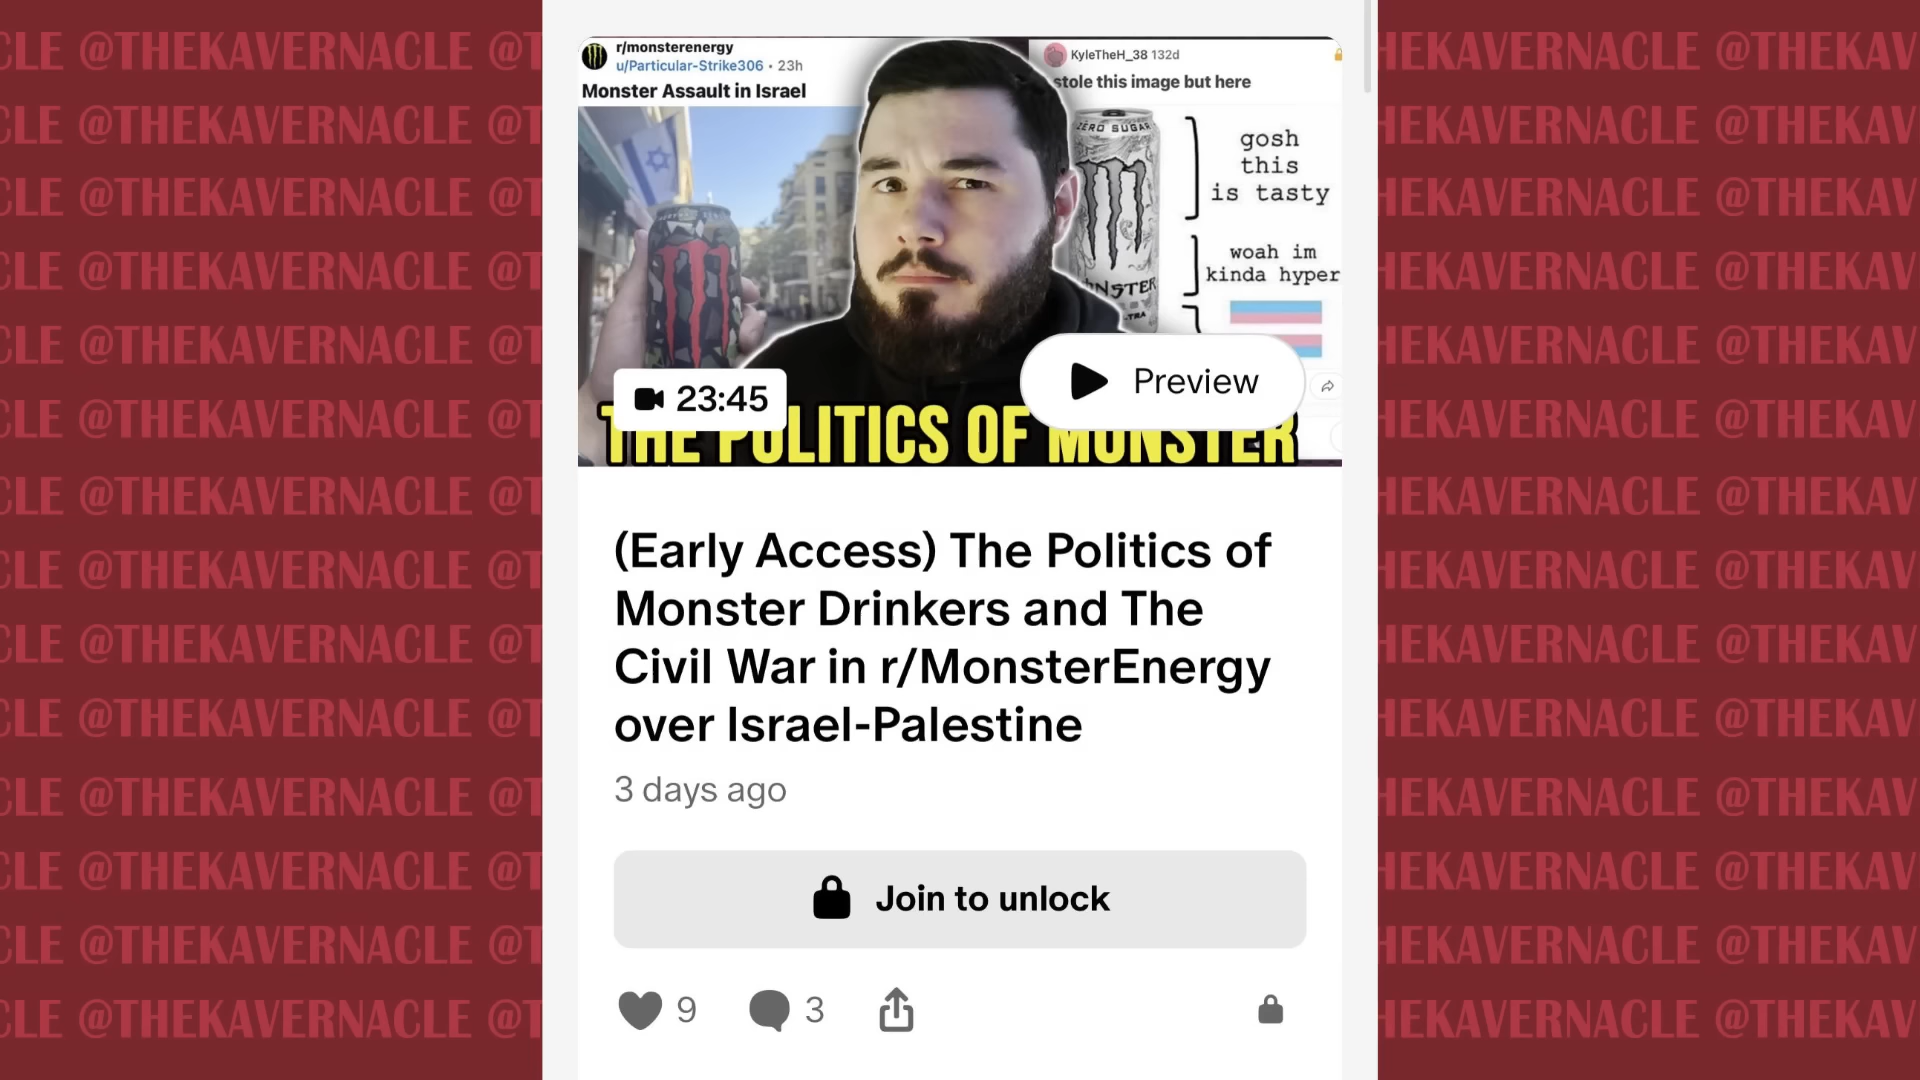 r/monsterenergy
u/Particular-Strike306 • 23h
Monster Assault in Israel
KyleTheH_38 132d
stole this image but here
ZERO SUGAR
gosh
this
is tasty
woah im
kinda hyper
Preview
23:45
THE POLITICS OF MONSTER
(Early Access) The Politics of
Monster Drinkers and The
Civil War in r/MonsterEnergy
over Israel-Palestine
3 days ago
Join to unlock
9
3
@THEKAVERNACLE